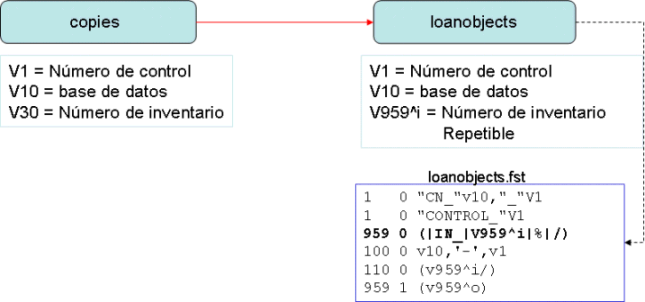 copies
loanobjects
V1 = Número de control
V10 = base de datos
V30 = Número de inventario
V1 = Número de control
V10 = base de datos
V959^i = Número de inventario
Repetible
loanobjects.fst
1 0 "CN_"v10,"_"V1
1 0 "CONTROL_"V1
959 0 (|IN_|V959^i|%|/)
100 0 v10,'-',v1
110 0 (v959^i/)
959 1 (v959^o)